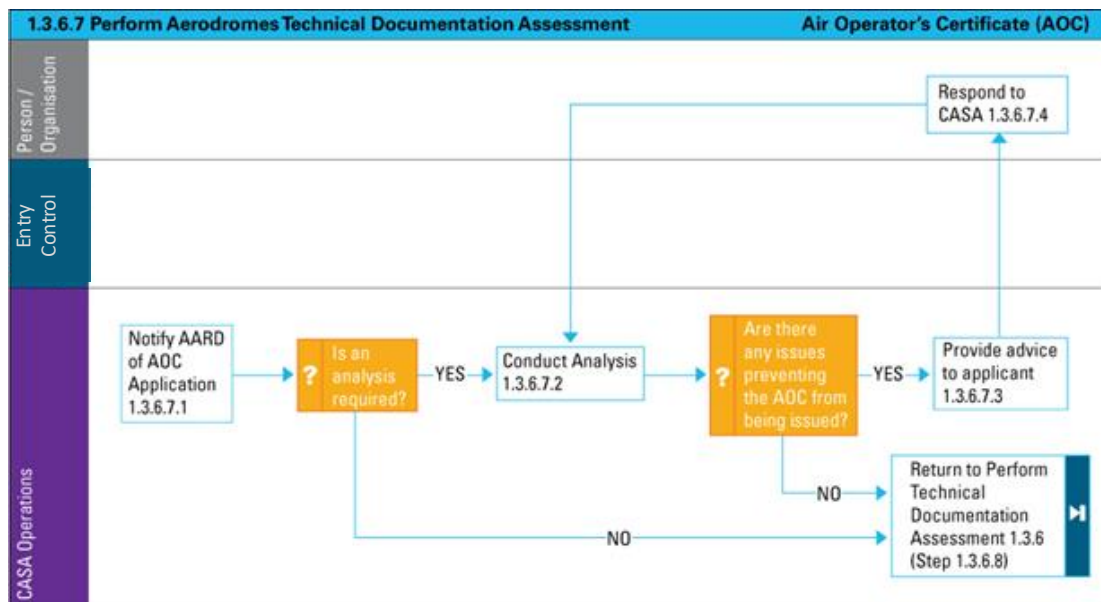 1.3.6.7 Perform Aerodromes Technical Documentation Assessment
Air Operator's Certificate (AOC)
Person /
Organisation
Respond to
CASA 1.3.6.7.4
Entry
Control
CASA Operations
Notify AARD
of AOC
Application
1.3.6.7.1
?
Is an
analysis
required?
YES
Conduct Analysis
1.3.6.7.2
?
Are there
any issues
preventing
the AOC from
being issued?
YES
Provide advice
to applicant
1.3.6.7.3
NO
NO
Return to Perform
Technical
Documentation
Assessment 1.3.6
(Step 1.3.6.8)